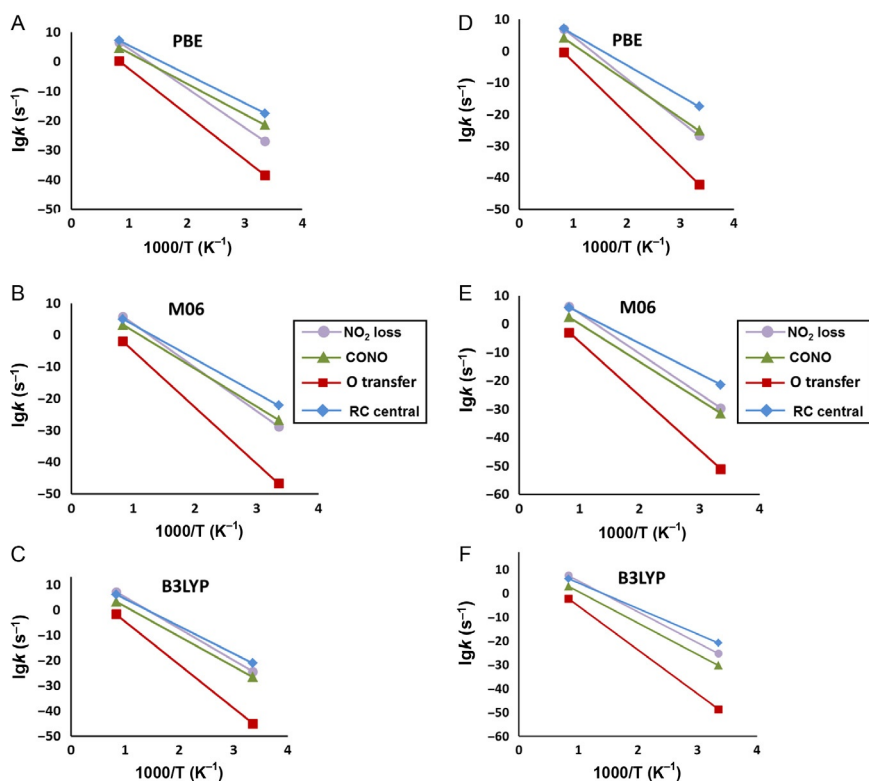 A
PBE
10
0
−10
−20
−30
−40
−50
0
1
2
3
4
lgk (s⁻¹)
1000/T (K⁻¹)
D
PBE
10
0
−10
−20
−30
−40
−50
0
1
2
3
4
lgk (s⁻¹)
1000/T (K⁻¹)
B
M06
10
0
−10
−20
−30
−40
−50
0
1
2
3
4
lgk (s⁻¹)
1000/T (K⁻¹)
NO₂ loss
CONO
O transfer
RC central
E
M06
10
0
−10
−20
−30
−40
−50
−60
0
1
2
3
4
lgk (s⁻¹)
1000/T (K⁻¹)
NO₂ loss
CONO
O transfer
RC central
C
B3LYP
10
0
−10
−20
−30
−40
−50
0
1
2
3
4
lgk (s⁻¹)
1000/T (K⁻¹)
F
B3LYP
10
0
−10
−20
−30
−40
−50
−60
0
1
2
3
4
lgk (s⁻¹)
1000/T (K⁻¹)